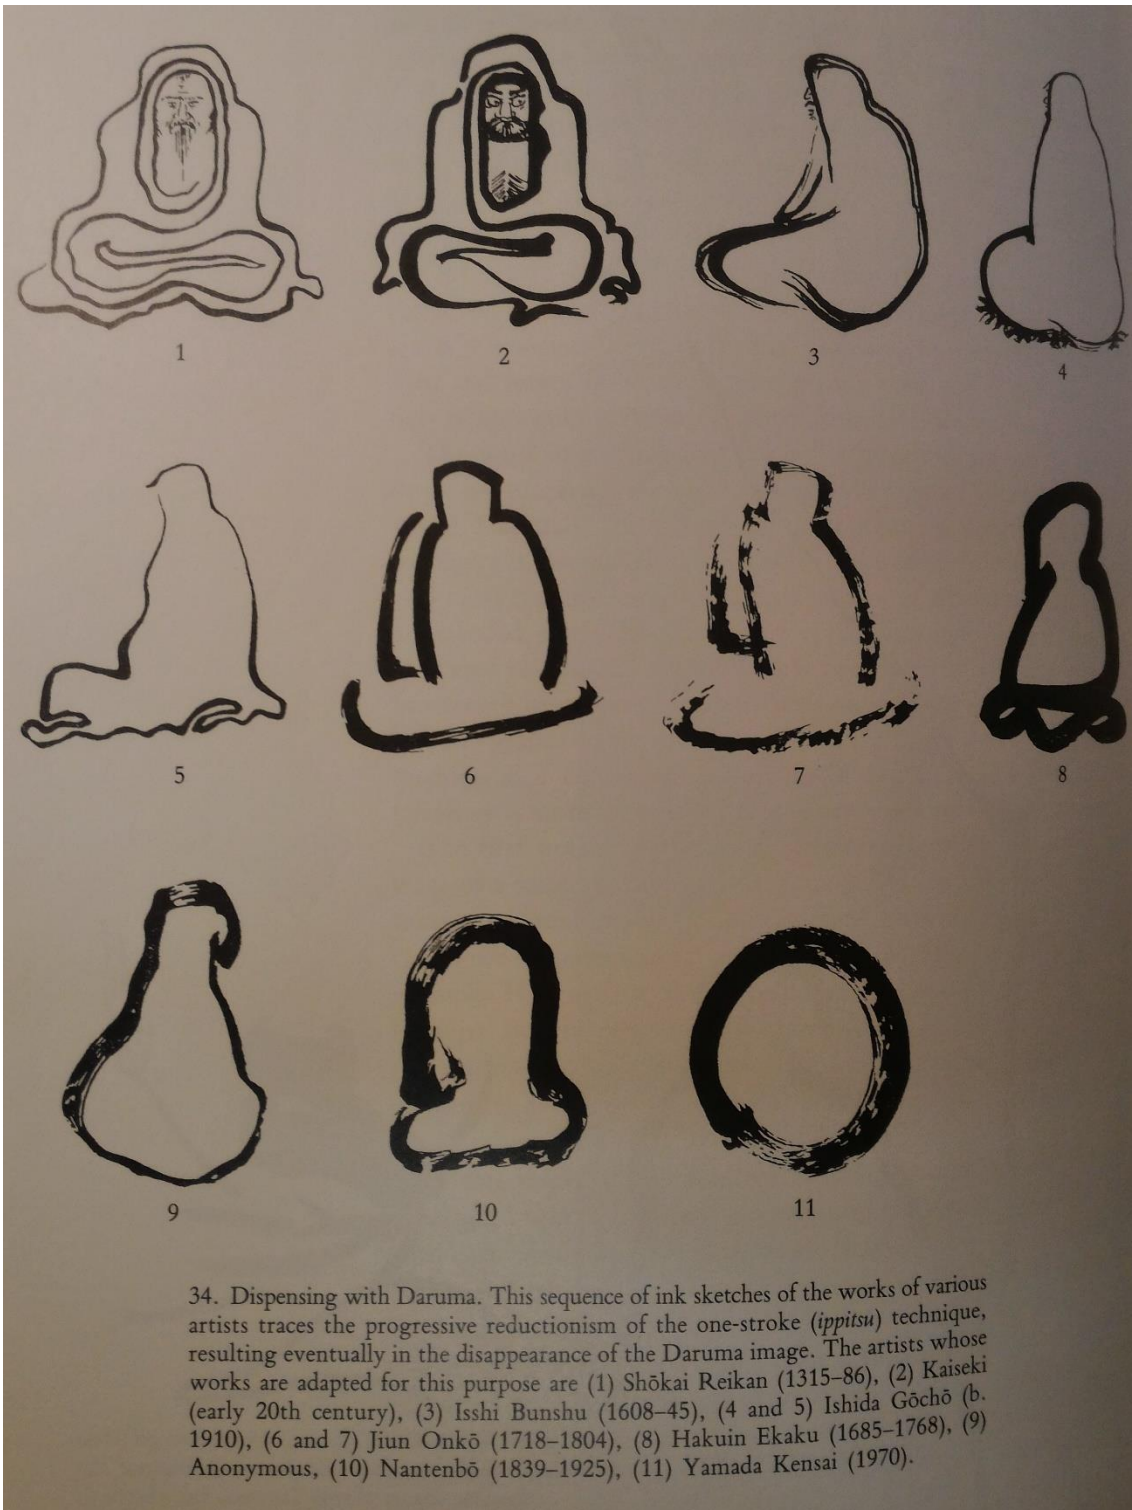 1 2 3 4
5 6 7 8
9 10 11
34. Dispensing with Daruma. This sequence of ink sketches of the works of various
artists traces the progressive reductionism of the one-stroke (ippitsu) technique,
resulting eventually in the disappearance of the Daruma image. The artists whose
works are adapted for this purpose are (1) Shōkai Reikan (1315–86), (2) Kaiseki
(early 20th century), (3) Isshi Bunshu (1608–45), (4 and 5) Ishida Gōchō (b.
1910), (6 and 7) Jiun Onkō (1718–1804), (8) Hakuin Ekaku (1685–1768), (9)
Anonymous, (10) Nantenbō (1839–1925), (11) Yamada Kensai (1970).